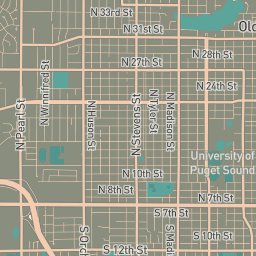 N 33rd St
N 31st St
Old
N 28th St
N 27th St
N 24th St
N Pearl St
N Winnifred St
N Huson St
N Stevens St
N Tyler St
N Madison St
University of
Puget Sound
N 10th St
N 8th St
N 7th St
S 7th St
S 10th St
S 12th St
S Orch
S Mad